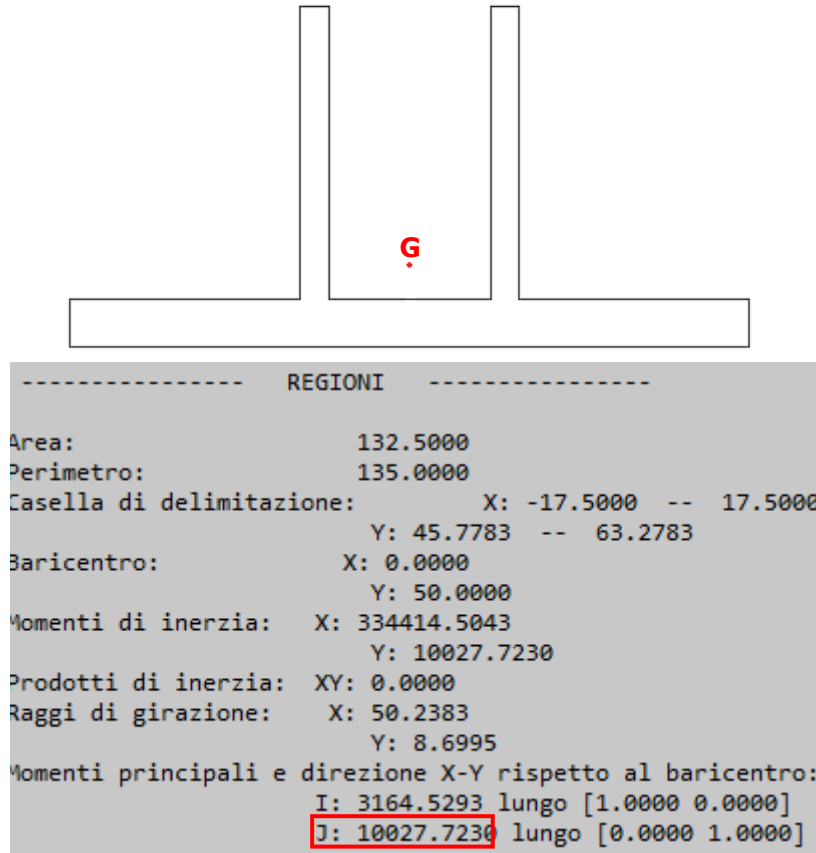 G
---------------- REGIONI ----------------
Area: 132.5000
Perimetro: 135.0000
Casella di delimitazione: X: -17.5000 -- 17.5000
Y: 45.7783 -- 63.2783
Baricentro: X: 0.0000
Y: 50.0000
Momenti di inerzia: X: 334414.5043
Y: 10027.7230
Prodotti di inerzia: XY: 0.0000
Raggi di girazione: X: 50.2383
Y: 8.6995
Momenti principali e direzione X-Y rispetto al baricentro:
I: 3164.5293 lungo [1.0000 0.0000]
J: 10027.7230 lungo [0.0000 1.0000]